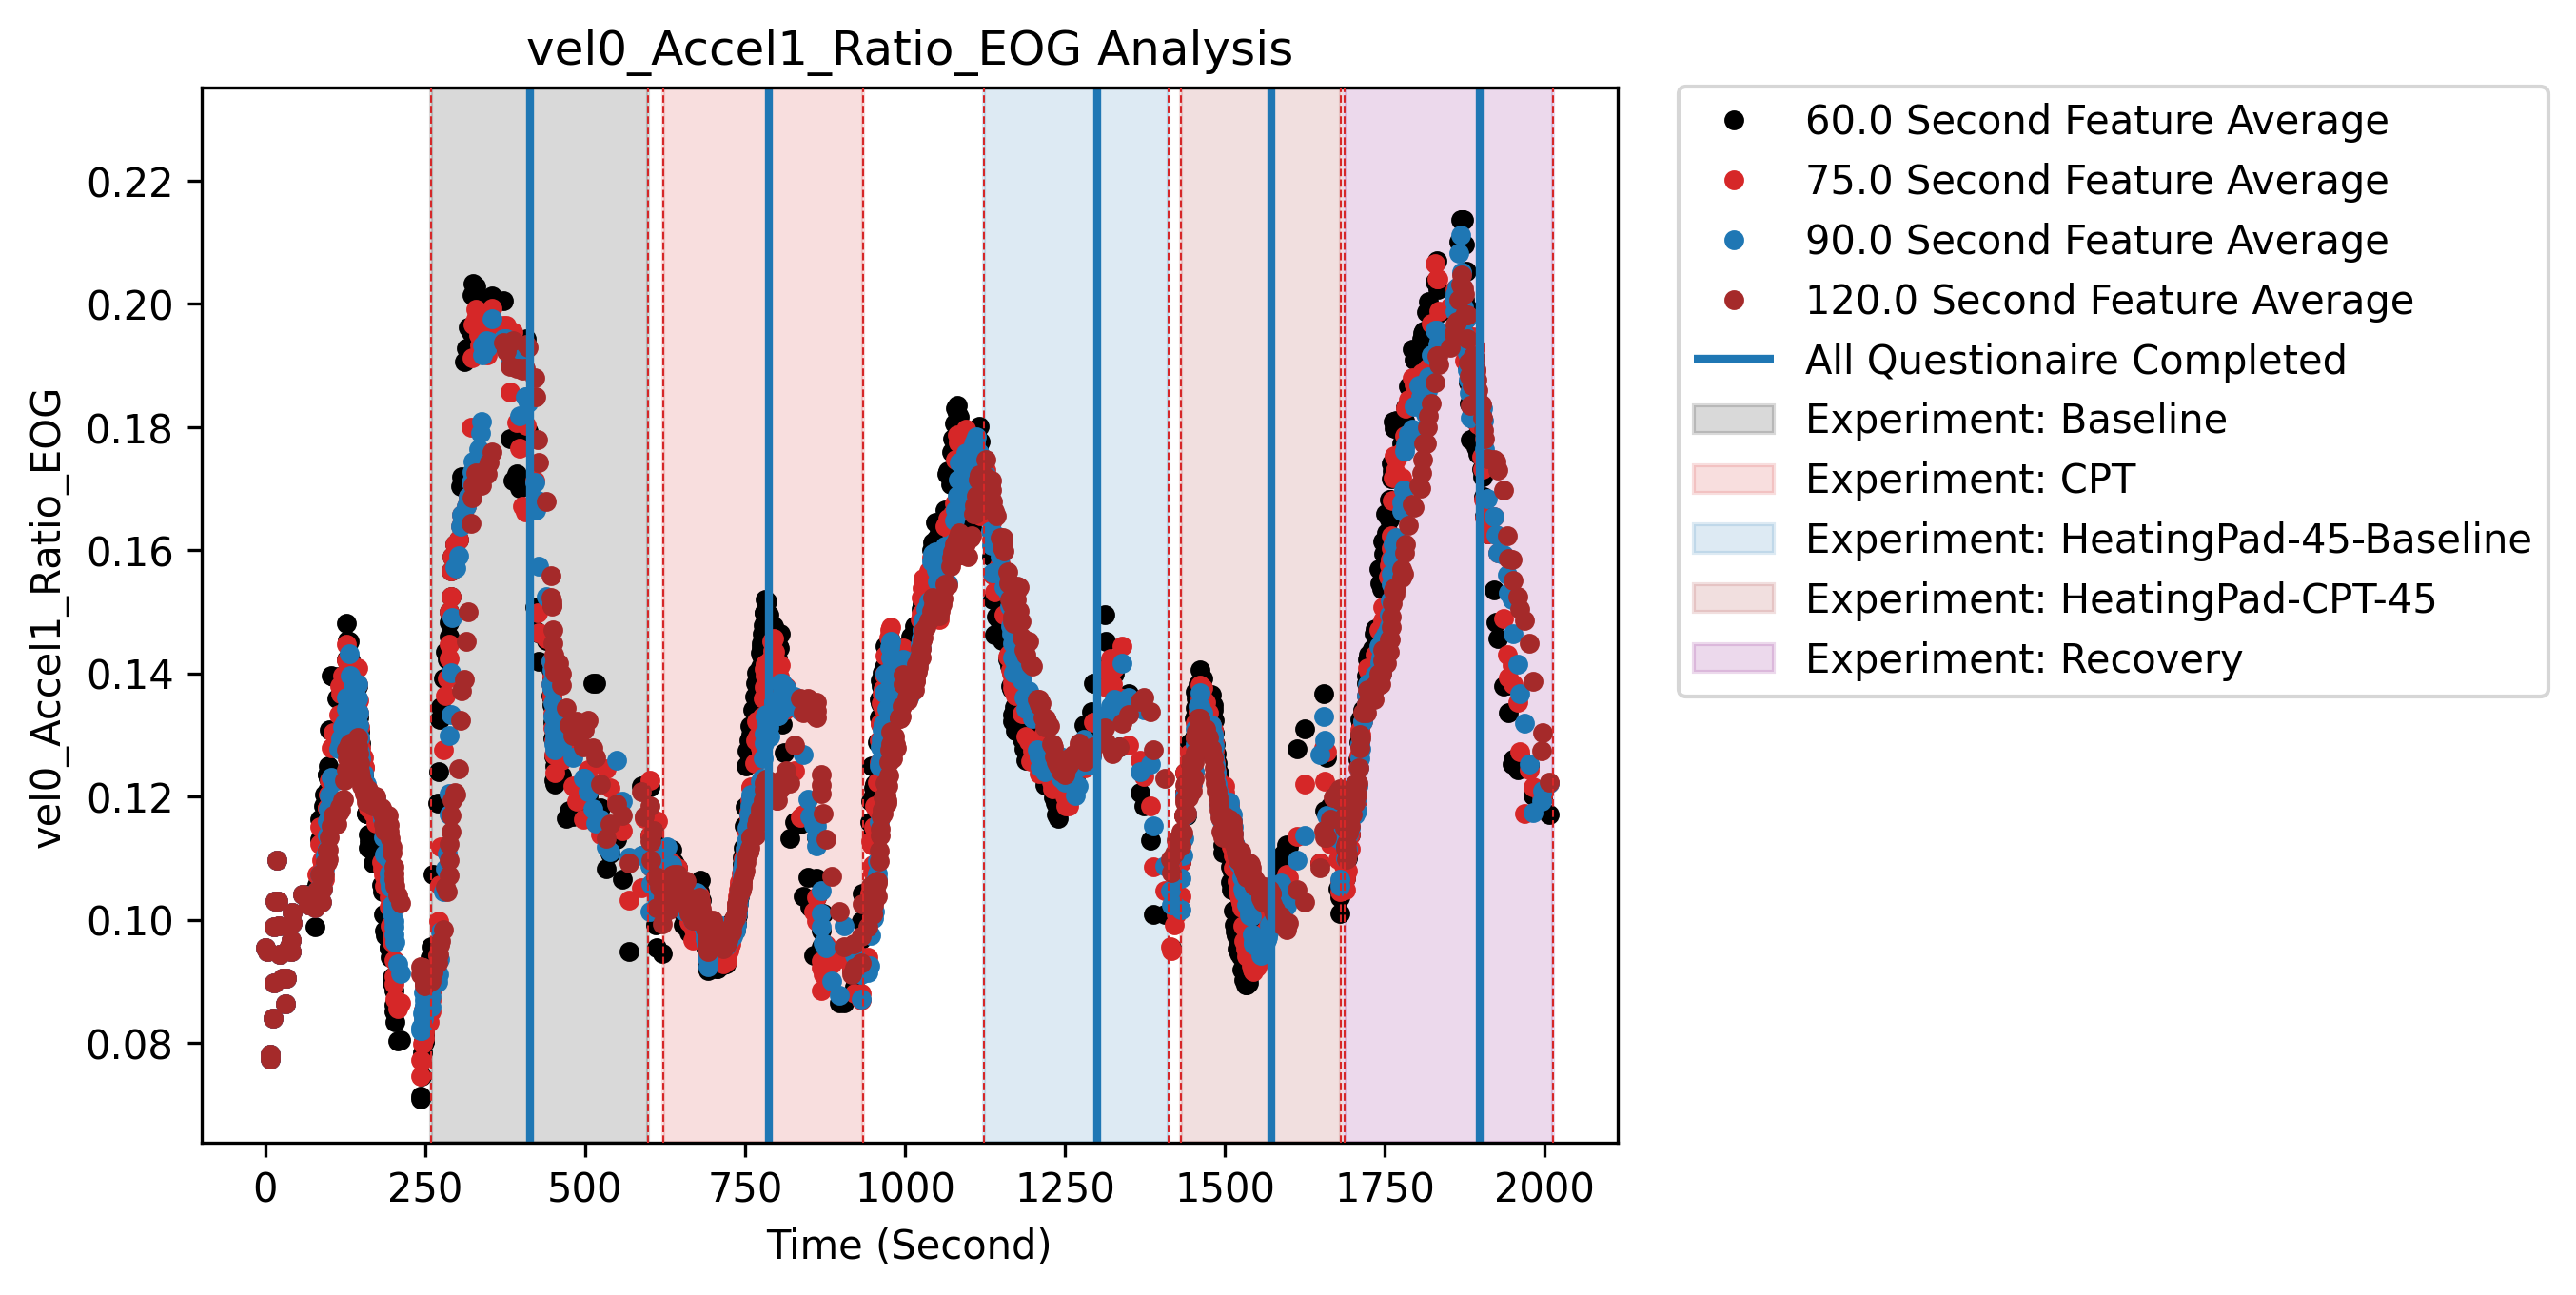 vel0_Accel1_Ratio_EOG Analysis
vel0_Accel1_Ratio_EOG
0.22
0.20
0.18
0.16
0.14
0.12
0.10
0.08
0
250
500
750
1000
1250
1500
1750
2000
Time (Second)
60.0 Second Feature Average
75.0 Second Feature Average
90.0 Second Feature Average
120.0 Second Feature Average
All Questionaire Completed
Experiment: Baseline
Experiment: CPT
Experiment: HeatingPad-45-Baseline
Experiment: HeatingPad-CPT-45
Experiment: Recovery